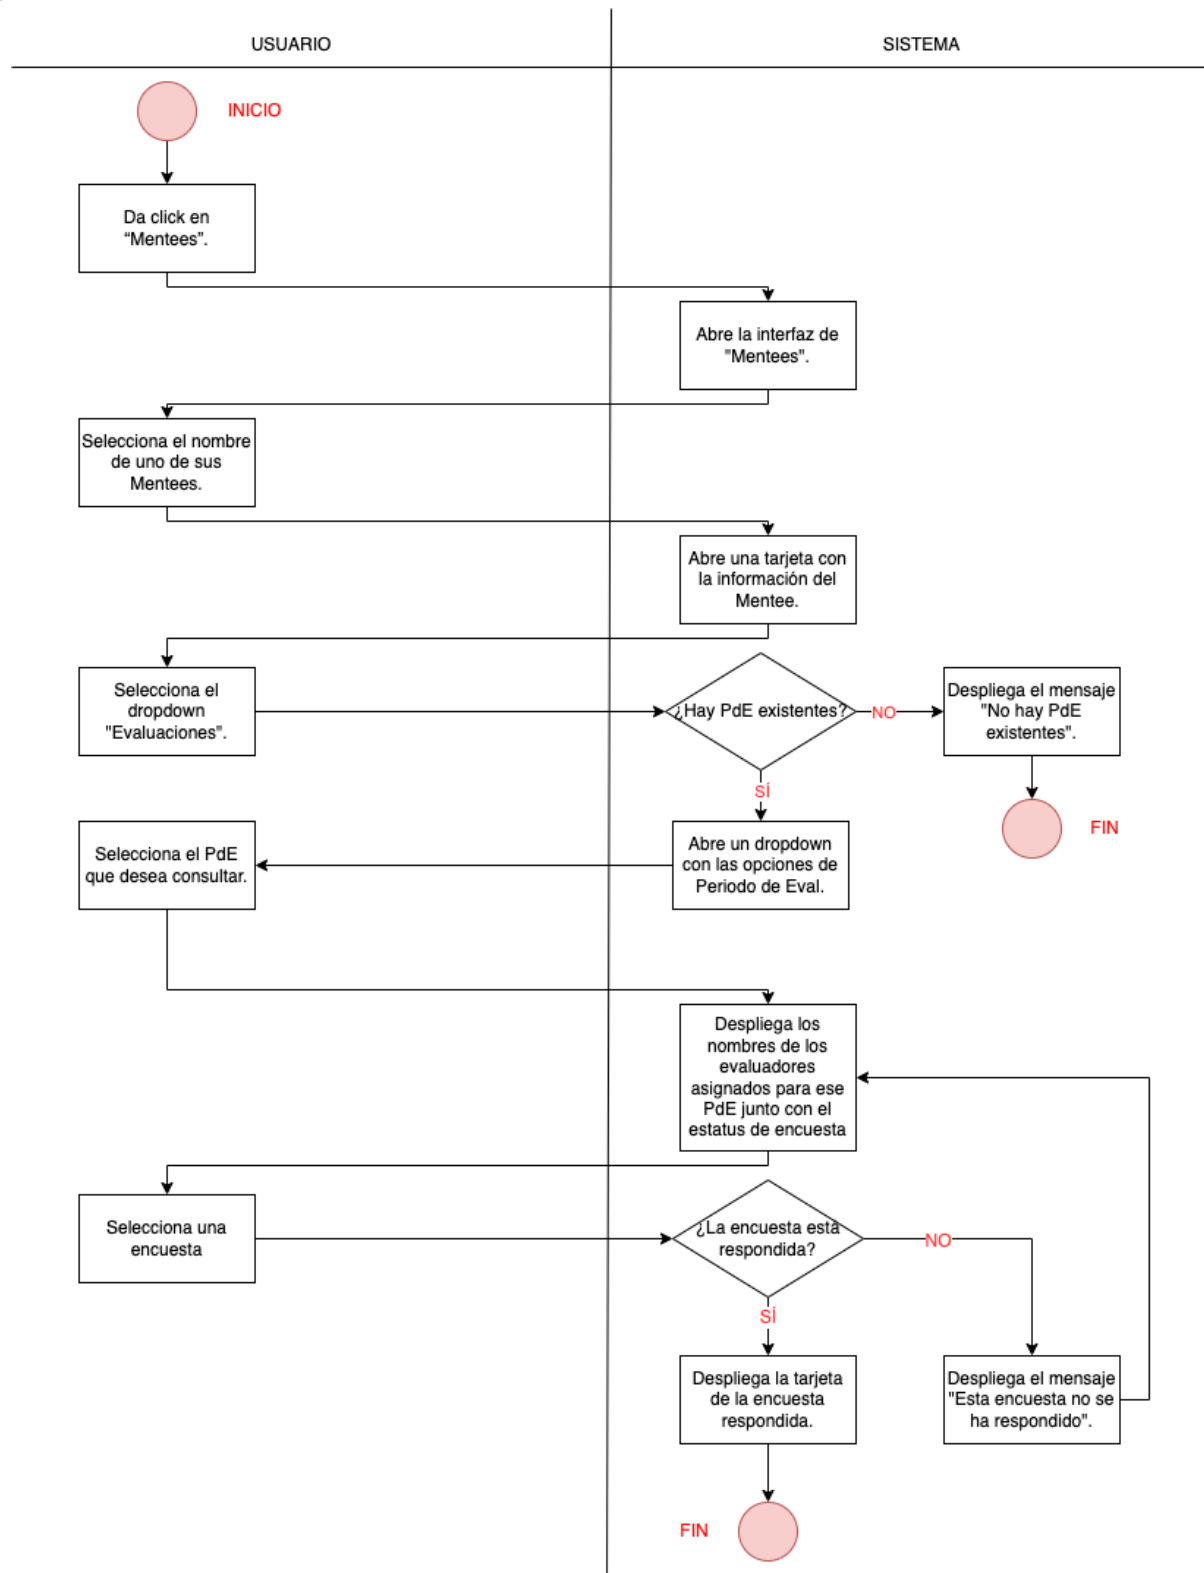 USUARIO
SISTEMA
INICIO
Da click en
“Mentees”.
Abre la interfaz de
"Mentees".
Selecciona el nombre
de uno de sus
Mentees.
Abre una tarjeta con
la información del
Mentee.
Selecciona el
dropdown
"Evaluaciones".
¿Hay PdE existentes?
NO
Despliega el mensaje
"No hay PdE
existentes".
SÍ
FIN
Selecciona el PdE
que desea consultar.
Abre un dropdown
con las opciones de
Periodo de Eval.
Despliega los
nombres de los
evaluadores
asignados para ese
PdE junto con el
estatus de encuesta
Selecciona una
encuesta
¿La encuesta está
respondida?
NO
SÍ
Despliega la tarjeta
de la encuesta
respondida.
Despliega el mensaje
"Esta encuesta no se
ha respondido".
FIN